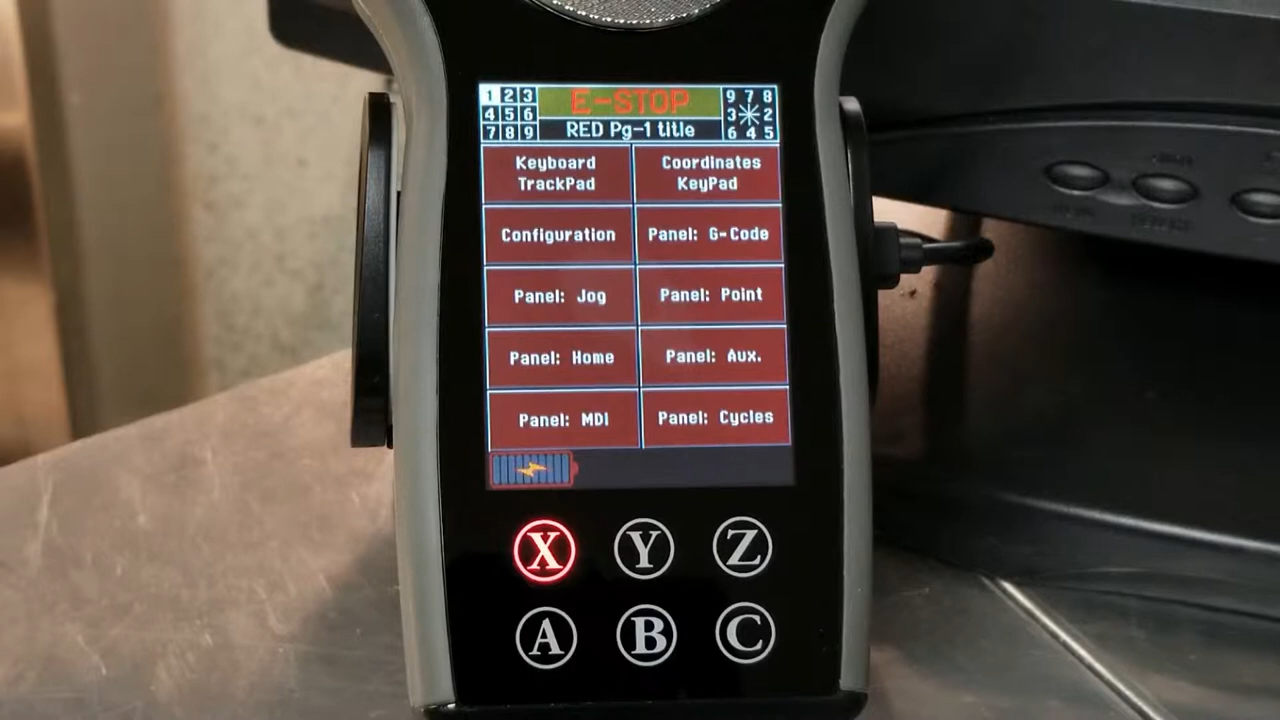 1 2 3
4 5 6
7 8 9
E-STOP
RED Pg-1 title
9 7 8
3 2
6 4 5
Keyboard
TrackPad
Coordinates
KeyPad
Configuration
Panel: G-Code
Panel: Jog
Panel: Point
Panel: Home
Panel: Aux.
Panel: MDI
Panel: Cycles
X
Y
Z
A
B
C